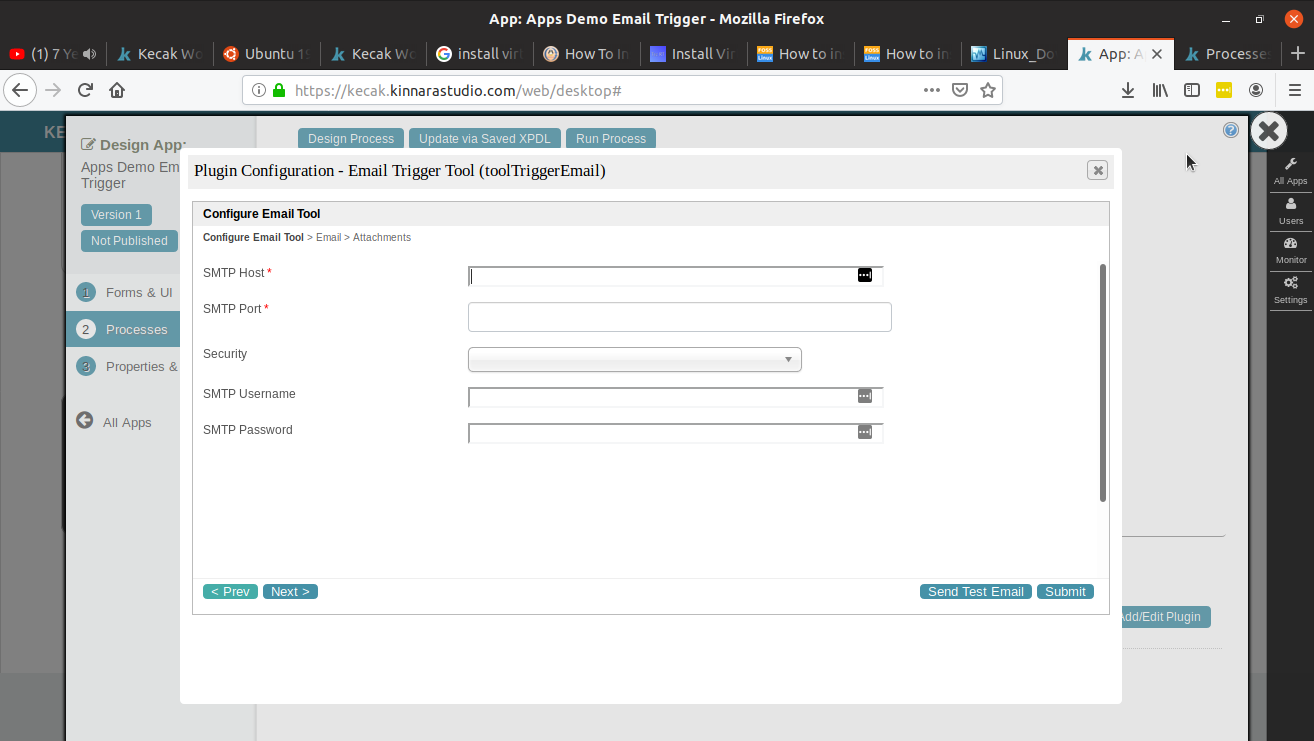 App: Apps Demo Email Trigger - Mozilla Firefox
(1) 7 Ye
Kecak Wo
Ubuntu 1
Kecak Wo
install virt
How To In
Install Vir
How to in
How to in
Linux_Do
App: A
Processe
https://kecak.kinnarastudio.com/web/desktop#
KE
Design App:
Apps Demo Em
Trigger
Version 1
Not Published
1 Forms & UI
2 Processes
3 Properties &
All Apps
Design Process
Update via Saved XPDL
Run Process
?
Plugin Configuration - Email Trigger Tool (toolTriggerEmail)
Configure Email Tool
Configure Email Tool > Email > Attachments
SMTP Host *
SMTP Port *
Security
SMTP Username
SMTP Password
< Prev
Next >
Send Test Email
Submit
Add/Edit Plugin
All Apps
Users
Monitor
Settings